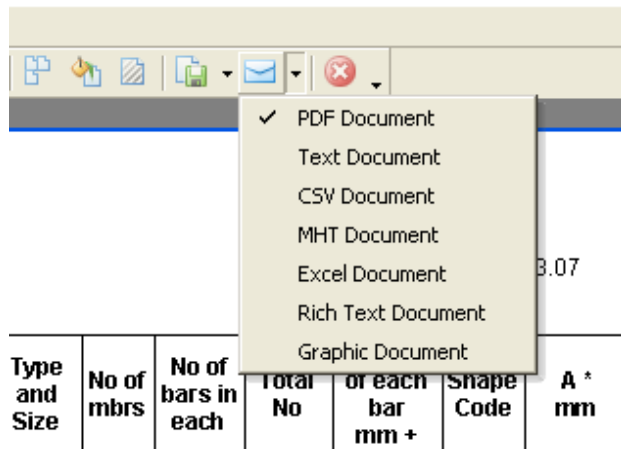 PDF Document
Text Document
CSV Document
MHT Document
3.07
Excel Document
Rich Text Document
Graphic Document
Type and Size
No of mbrs
No of bars in each
Total No
of each bar mm +
Shape Code
A * mm